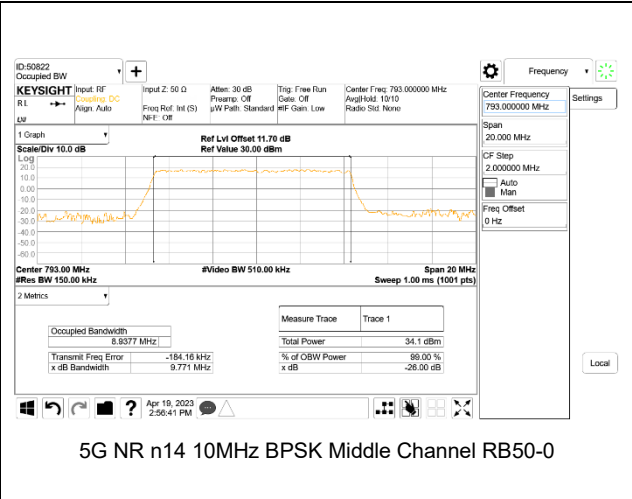 ID:50822
Occupied BW
Frequency
KEYSIGHT
Input: RF
Coupling: DC
Align: Auto
Input Z: 50 Ω
Freq Ref: Int (S)
NFE: Off
Atten: 30 dB
Preamp: Off
µW Path: Standard
Trig: Free Run
Gate: Off
#IF Gain: Low
Center Freq: 793.000000 MHz
Avg|Hold: 10/10
Radio Std: None
R L
Center Frequency
793.000000 MHz
Settings
Span
20.000 MHz
CF Step
2.000000 MHz
Auto
Man
Freq Offset
0 Hz
1 Graph
Scale/Div 10.0 dB
Ref Lvl Offset 11.70 dB
Ref Value 30.00 dBm
Log
20.0
10.0
0.00
-10.0
-20.0
-30.0
-40.0
-50.0
-60.0
Center 793.00 MHz
#Res BW 150.00 kHz
#Video BW 510.00 kHz
Span 20 MHz
Sweep 1.00 ms (1001 pts)
2 Metrics
Occupied Bandwidth
8.9377 MHz
Transmit Freq Error -184.16 kHz
x dB Bandwidth 9.771 MHz
Measure Trace Trace 1
Total Power 34.1 dBm
% of OBW Power 99.00 %
x dB -26.00 dB
Local
?
Apr 19, 2023
2:56:41 PM
5G NR n14 10MHz BPSK Middle Channel RB50-0